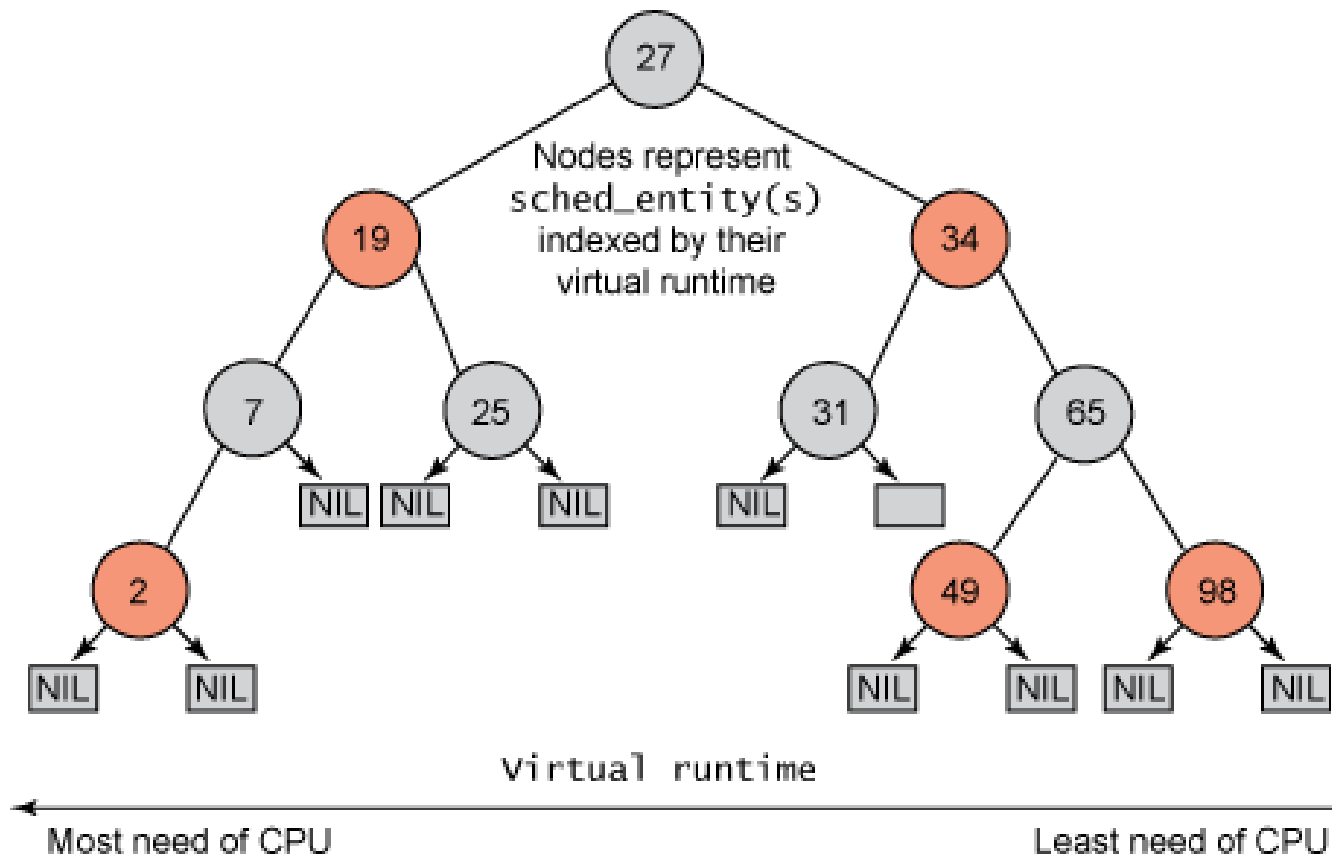 27
Nodes represent
sched_entity(s)
indexed by their
virtual runtime
19
34
7
25
31
65
NIL
NIL
NIL
NIL
2
49
98
NIL
NIL
NIL
NIL
NIL
NIL
Virtual runtime
Most need of CPU
Least need of CPU